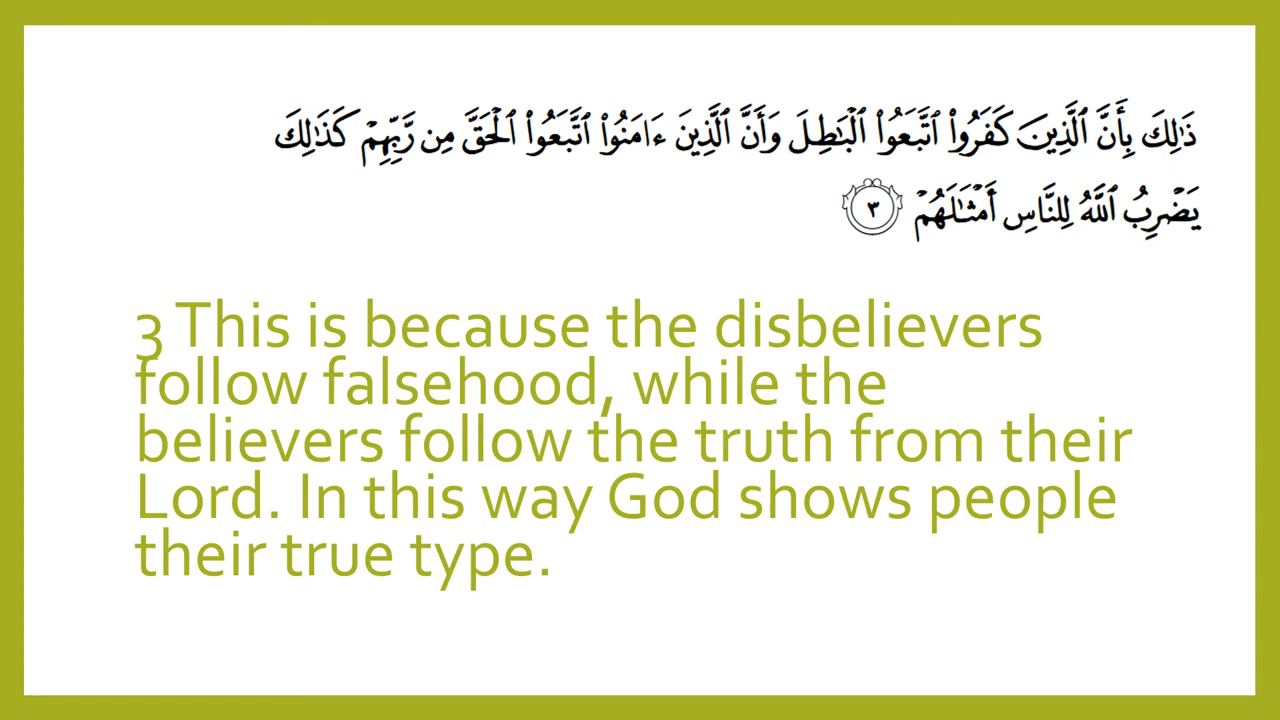 ذَٰلِكَ بِأَنَّ ٱلَّذِينَ كَفَرُوا۟ ٱتَّبَعُوا۟ ٱلْبَٰطِلَ وَأَنَّ ٱلَّذِينَ ءَامَنُوا۟ ٱتَّبَعُوا۟ ٱلْحَقَّ مِن رَّبِّهِمْ كَذَٰلِكَ
يَضْرِبُ ٱللَّهُ لِلنَّاسِ أَمْثَٰلَهُمْ ٣
3 This is because the disbelievers
follow falsehood, while the
believers follow the truth from their
Lord. In this way God shows people
their true type.